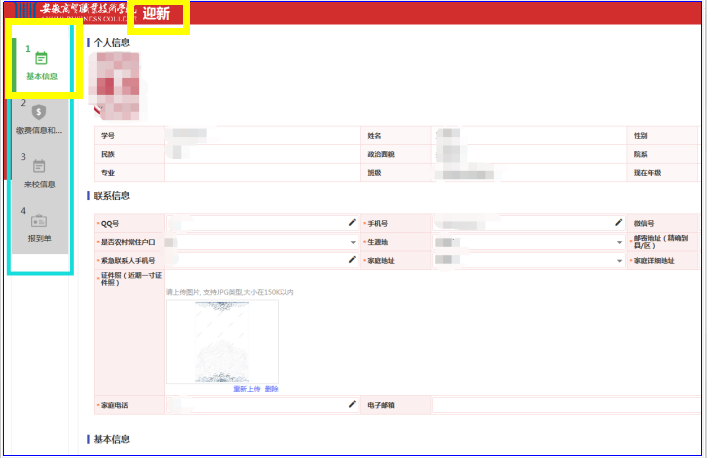 安徽商贸职业技术学院
迎新
1
基本信息
2
缴费信息和...
3
来校信息
4
报到单
个人信息
学号 姓名 性别
民族 政治面貌 院系
专业 班级 现在年级
联系信息
* QQ号 * 手机号 微信号
* 是否农村常住户口 * 生源地 * 邮寄地址(精确到县/区)
* 紧急联系人手机号 * 家庭地址 * 家庭详细地址
* 证件照(近期一寸证件照)
请上传图片, 支持JPG类型,大小在150K以内
重新上传 删除
* 家庭电话 电子邮箱
基本信息